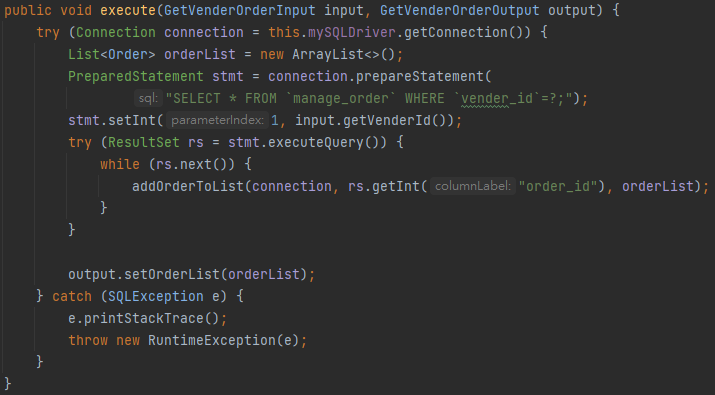 public void execute(GetVenderOrderInput input, GetVenderOrderOutput output) {
    try (Connection connection = this.mySQLDriver.getConnection()) {
        List<Order> orderList = new ArrayList<>();
        PreparedStatement stmt = connection.prepareStatement(
                sql: "SELECT * FROM `manage_order` WHERE `vender_id`=?;");
        stmt.setInt( parameterIndex: 1, input.getVenderId());
        try (ResultSet rs = stmt.executeQuery()) {
            while (rs.next()) {
                addOrderToList(connection, rs.getInt( columnLabel: "order_id"), orderList);
            }
        }
        output.setOrderList(orderList);
    } catch (SQLException e) {
        e.printStackTrace();
        throw new RuntimeException(e);
    }
}